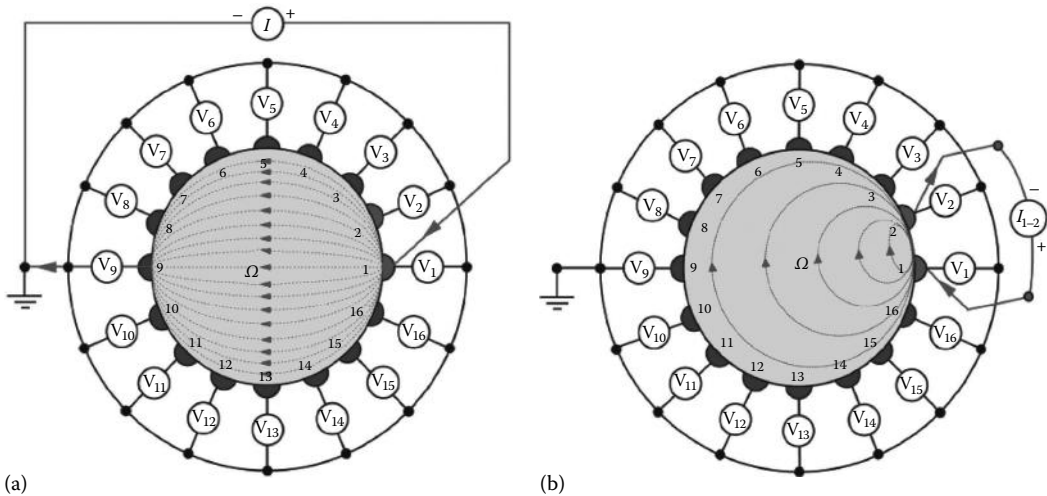 − I +
V5
V6 V4
V7 V3
V8 V2
V9 V1
V10 V16
V11 V15
V12 V14
V13
5
6 4
7 3
8 2
9 Ω 1
10 16
11 15
12 14
13
(a)
V5
V6 V4
V7 V3
V8 V2
V9 V1
V10 V16
V11 V15
V12 V14
V13
5
6 4
7 3
8 2
9 Ω 1
10 16
11 15
12 14
13
−
I1–2
+
(b)